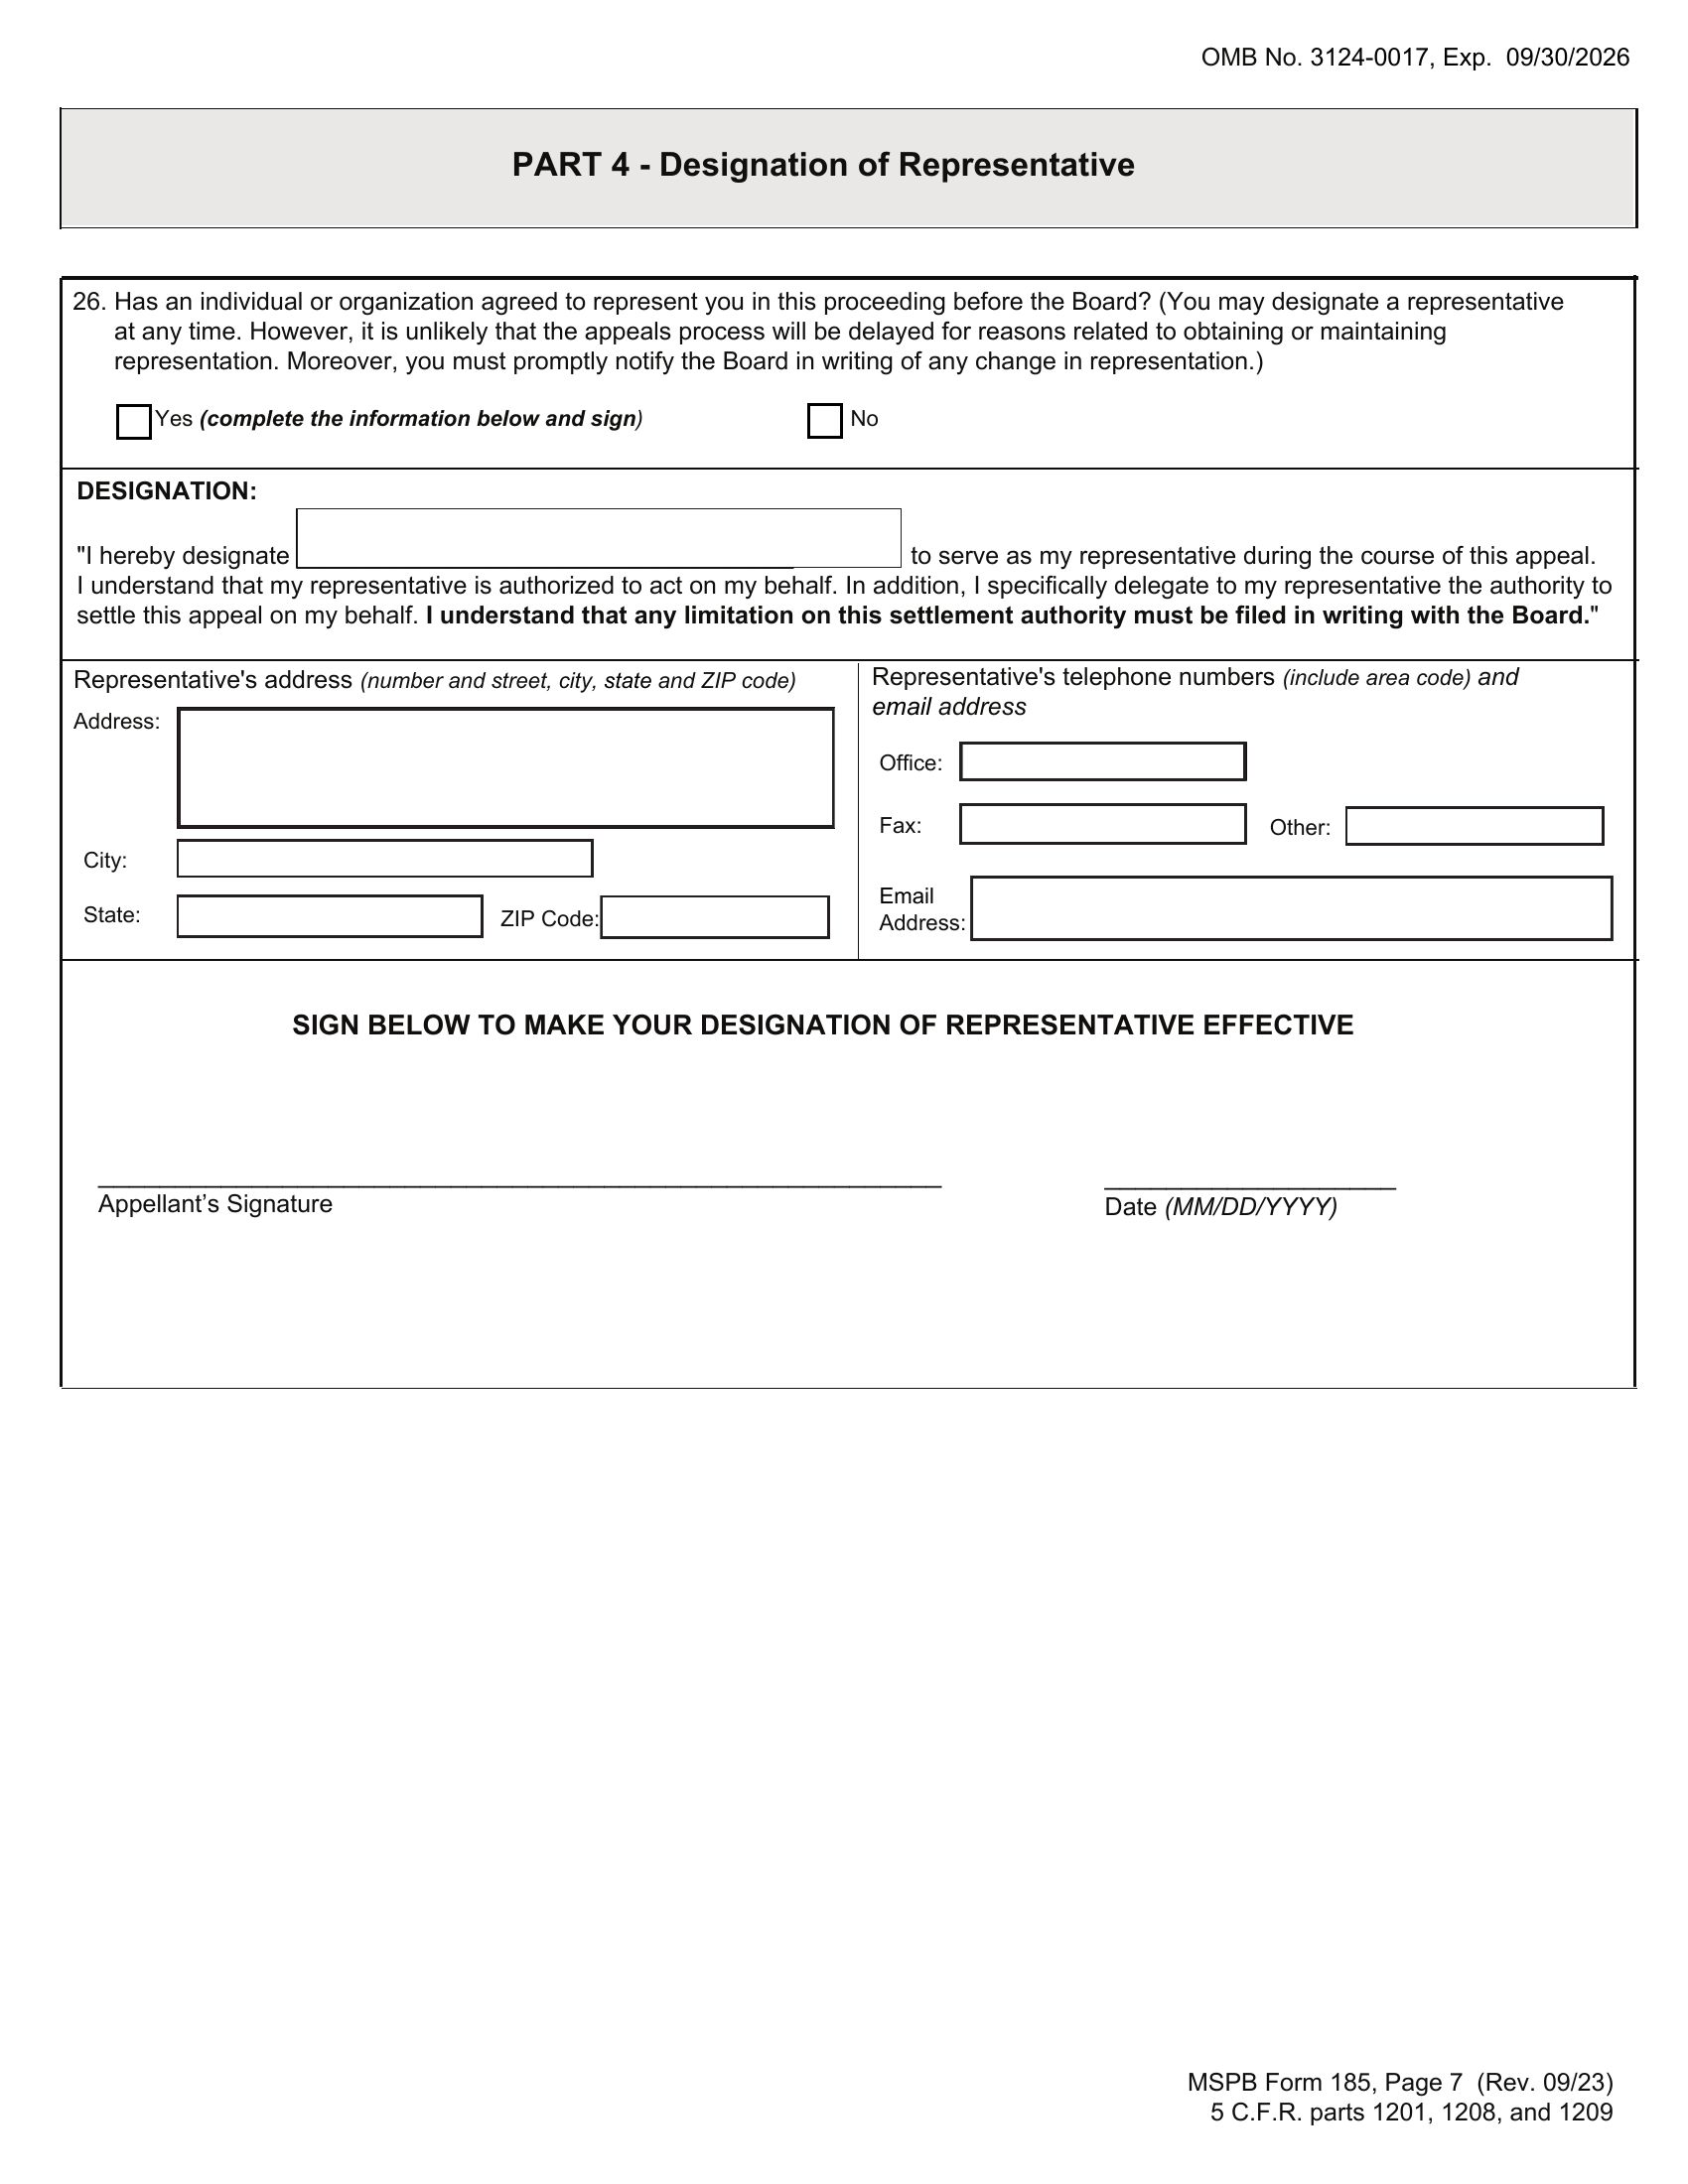 OMB No. 3124-0017, Exp.  09/30/2026
PART 4 - Designation of Representative
26. Has an individual or organization agreed to represent you in this proceeding before the Board? (You may designate a representative
at any time. However, it is unlikely that the appeals process will be delayed for reasons related to obtaining or maintaining
representation. Moreover, you must promptly notify the Board in writing of any change in representation.)
Yes (complete the information below and sign) No
DESIGNATION:
"I hereby designate to serve as my representative during the course of this appeal.
I understand that my representative is authorized to act on my behalf. In addition, I specifically delegate to my representative the authority to
settle this appeal on my behalf. I understand that any limitation on this settlement authority must be filed in writing with the Board."
Representative's address (number and street, city, state and ZIP code)
Address:
City:
State: ZIP Code:
Representative's telephone numbers (include area code) and
email address
Office:
Fax: Other:
Email
Address:
SIGN BELOW TO MAKE YOUR DESIGNATION OF REPRESENTATIVE EFFECTIVE
Appellant’s Signature Date (MM/DD/YYYY)
MSPB Form 185, Page 7  (Rev. 09/23)
5 C.F.R. parts 1201, 1208, and 1209